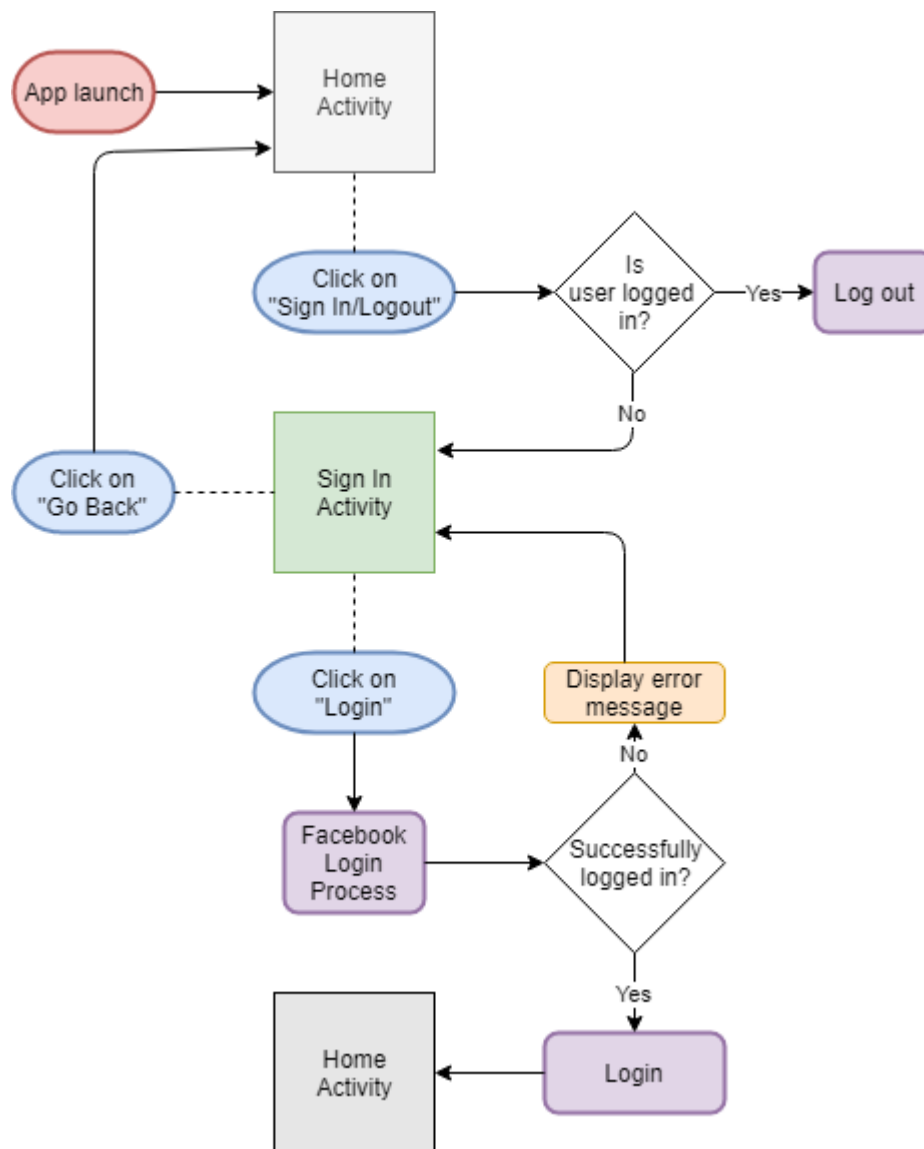 Home
Activity
App launch
Click on
"Sign In/Logout"
Is
user logged
in?
Yes
Log out
No
Sign In
Activity
Click on
"Go Back"
Click on
"Login"
Display error
message
No
Facebook
Login
Process
Successfully
logged in?
Yes
Home
Activity
Login